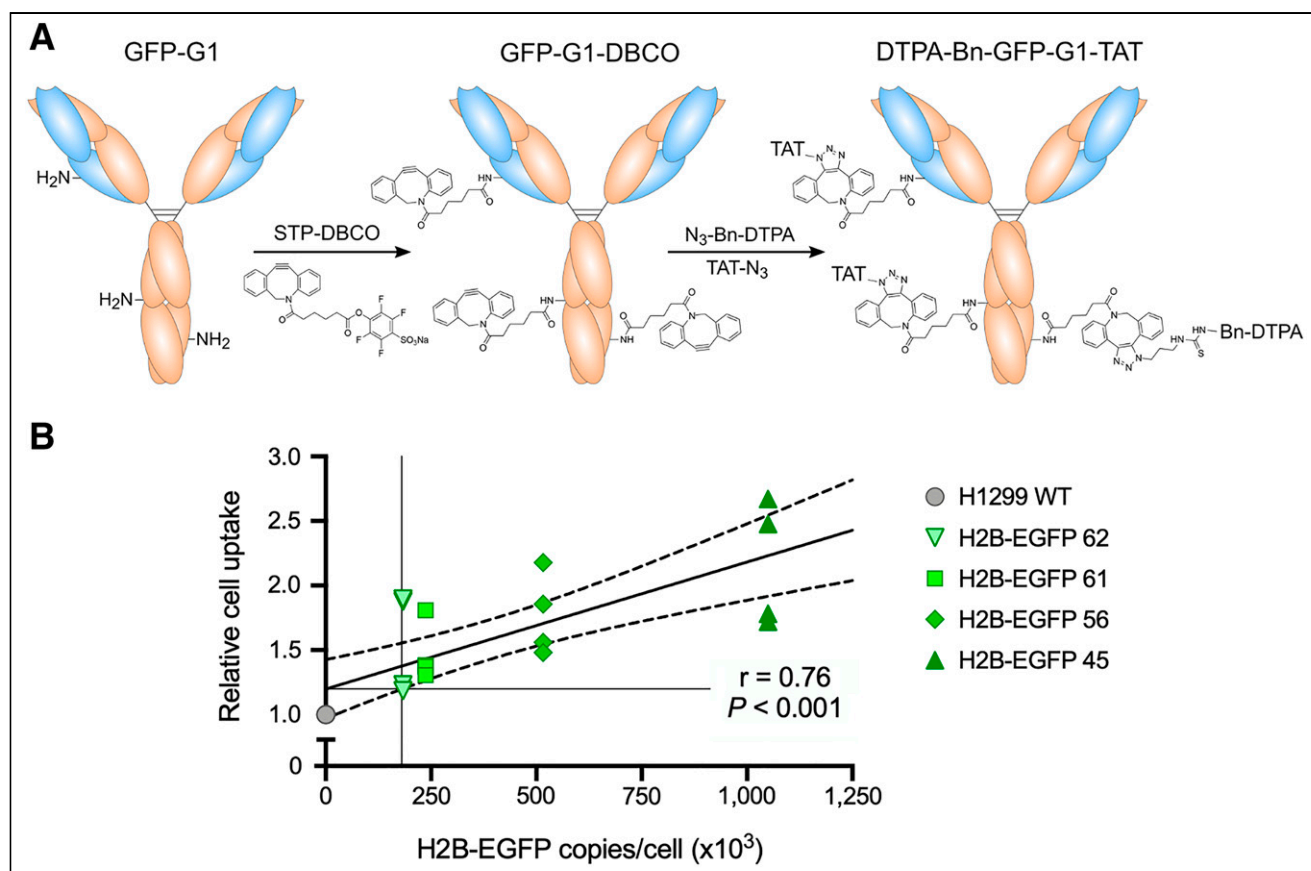 A
GFP-G1
GFP-G1-DBCO
DTPA-Bn-GFP-G1-TAT
H₂N
H₂N
NH₂
STP-DBCO
N
O
O
O
F
F
F
F
SO₃Na
N
O
O
HN
N
O
O
NH
O
NH
O
N
N₃-Bn-DTPA
TAT-N₃
TAT
N
N
N
N
O
O
HN
TAT
N
N
N
N
O
O
NH
O
NH
O
N
N
N
N
HN
S
HN
Bn-DTPA
B
Relative cell uptake
3.0
2.5
2.0
1.5
1.0
0
0
250
500
750
1,000
1,250
H2B-EGFP copies/cell (x10³)
r = 0.76
P < 0.001
H1299 WT
H2B-EGFP 62
H2B-EGFP 61
H2B-EGFP 56
H2B-EGFP 45